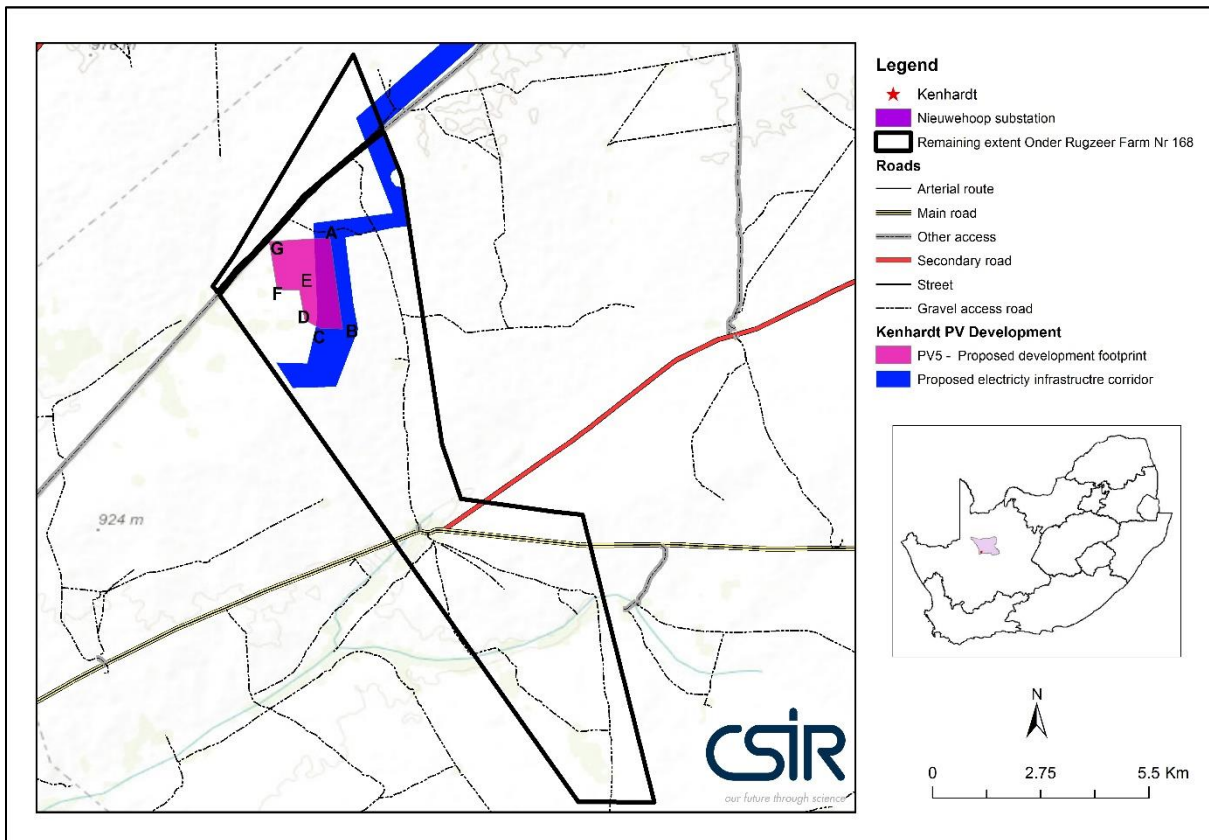 978 m
A
G
E
F
D
B
C
924 m
CSIR
our future through science
Legend
Kenhardt
Nieuwehoop substation
Remaining extent Onder Rugzeer Farm Nr 168
Roads
Arterial route
Main road
Other access
Secondary road
Street
Gravel access road
Kenhardt PV Development
PV5 - Proposed development footprint
Proposed electricty infrastructre corridor
N
0 2.75 5.5 Km